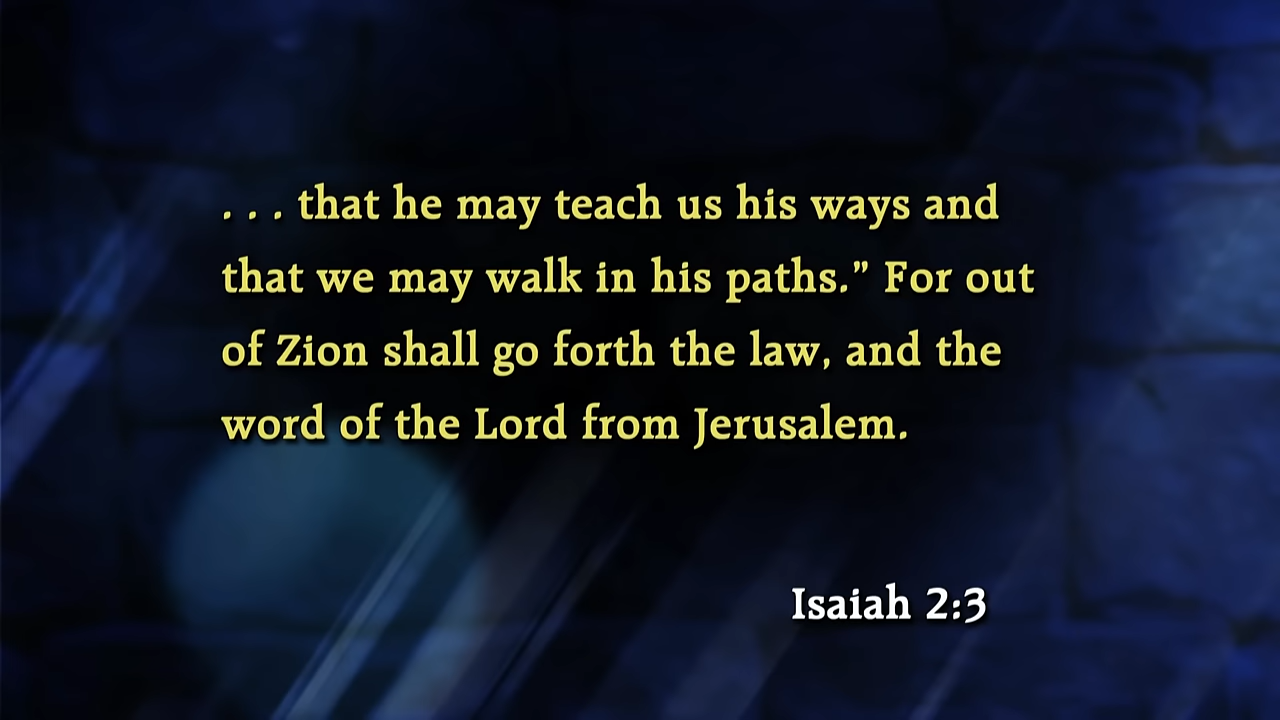 . . . that he may teach us his ways and
that we may walk in his paths.” For out
of Zion shall go forth the law, and the
word of the Lord from Jerusalem.
Isaiah 2:3